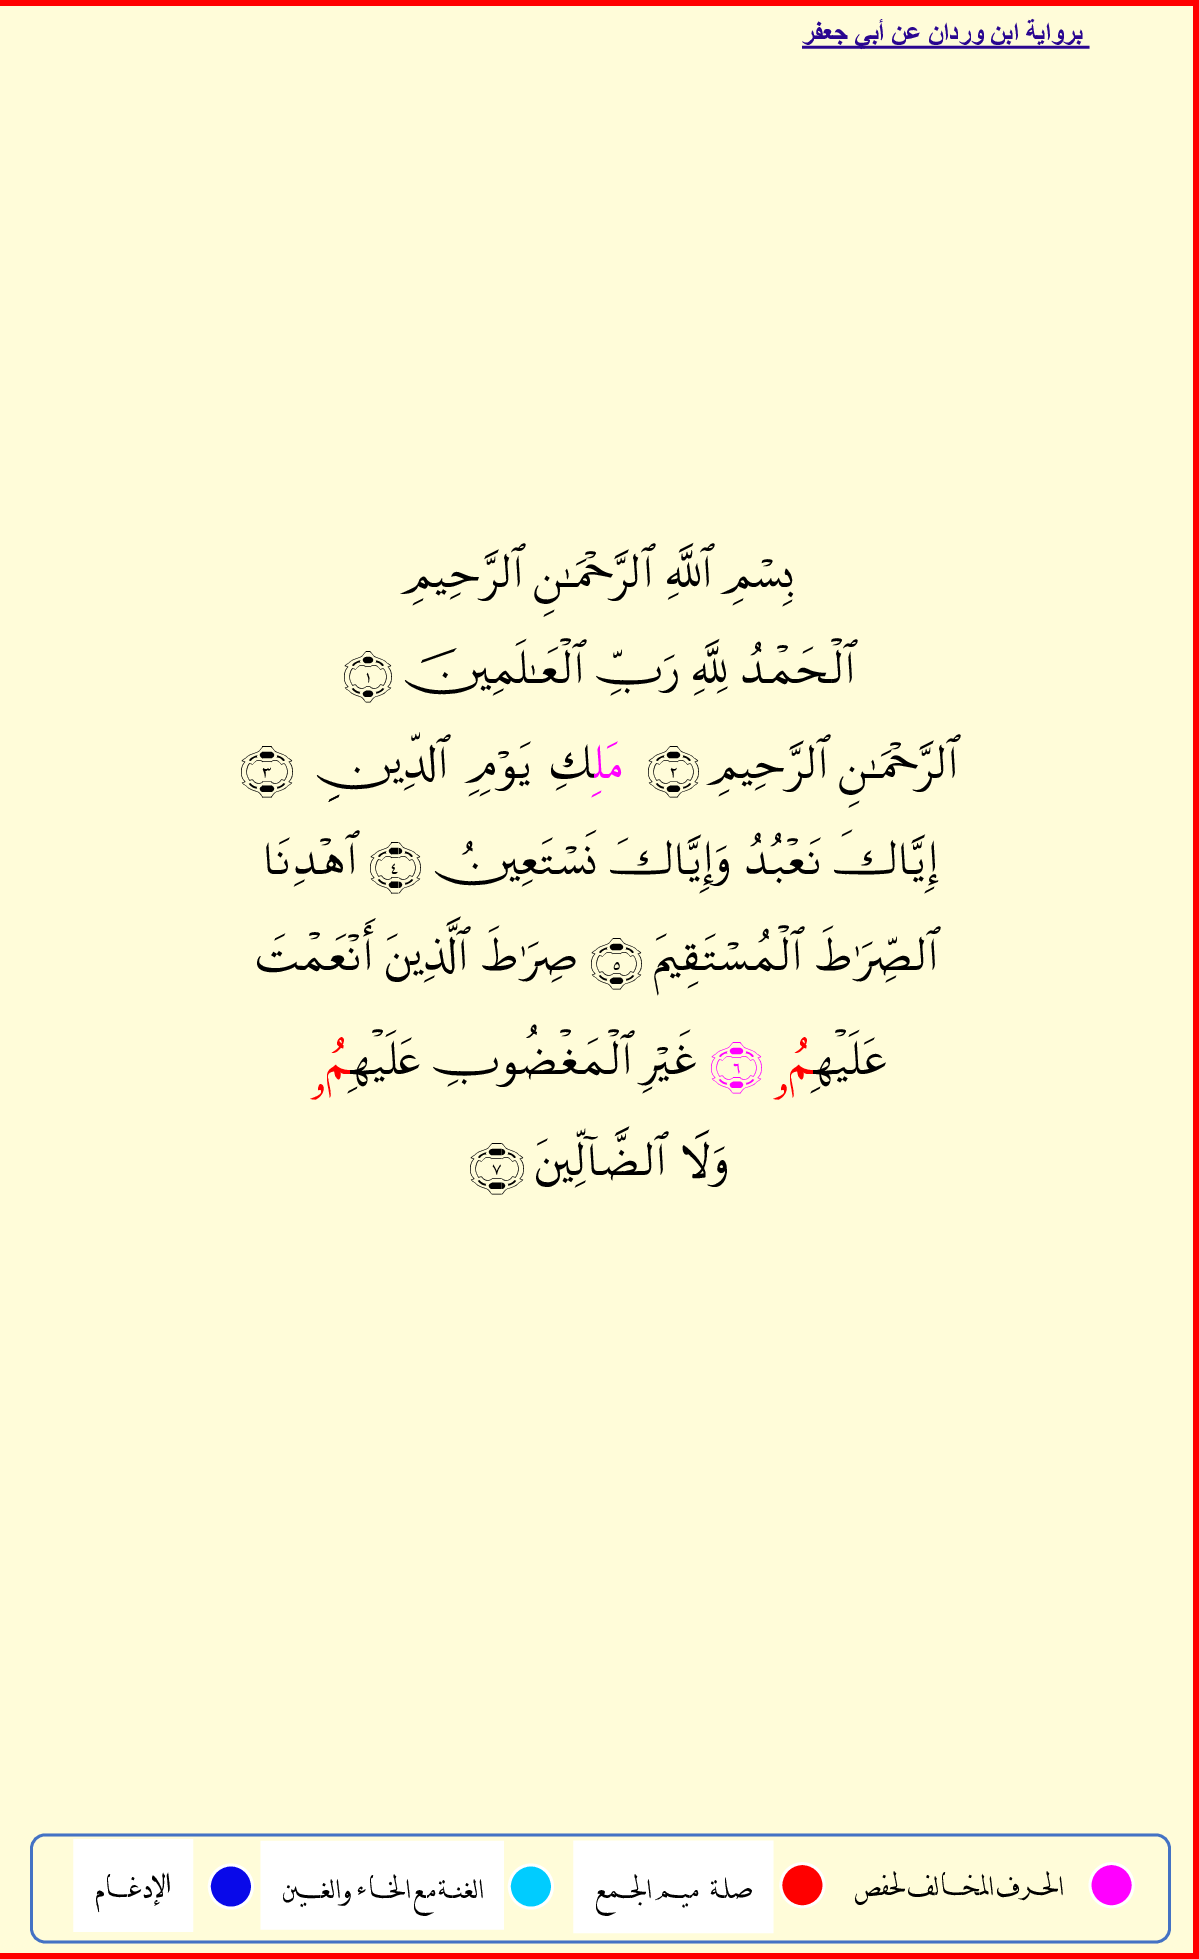 برواية ابن وردان عن أبي جعفر
بِسْمِ ٱللَّهِ ٱلرَّحْمَـٰنِ ٱلرَّحِيمِ
ٱلْحَمْدُ لِلَّهِ رَبِّ ٱلْعَـٰلَمِينَ ١
ٱلرَّحْمَـٰنِ ٱلرَّحِيمِ ٢ مَلِكِ يَوْمِ ٱلدِّينِ ٣
إِيَّاكَ نَعْبُدُ وَإِيَّاكَ نَسْتَعِينُ ٤ ٱهْدِنَا
ٱلصِّرَٰطَ ٱلْمُسْتَقِيمَ ٥ صِرَٰطَ ٱلَّذِينَ أَنْعَمْتَ
عَلَيْهِمُۥ ٦ غَيْرِ ٱلْمَغْضُوبِ عَلَيْهِمُۥ
وَلَا ٱلضَّآلِّينَ ٧
الحرف المخالف لحفص صلة ميم الجمع الغنة مع الخاء والغين الإدغام